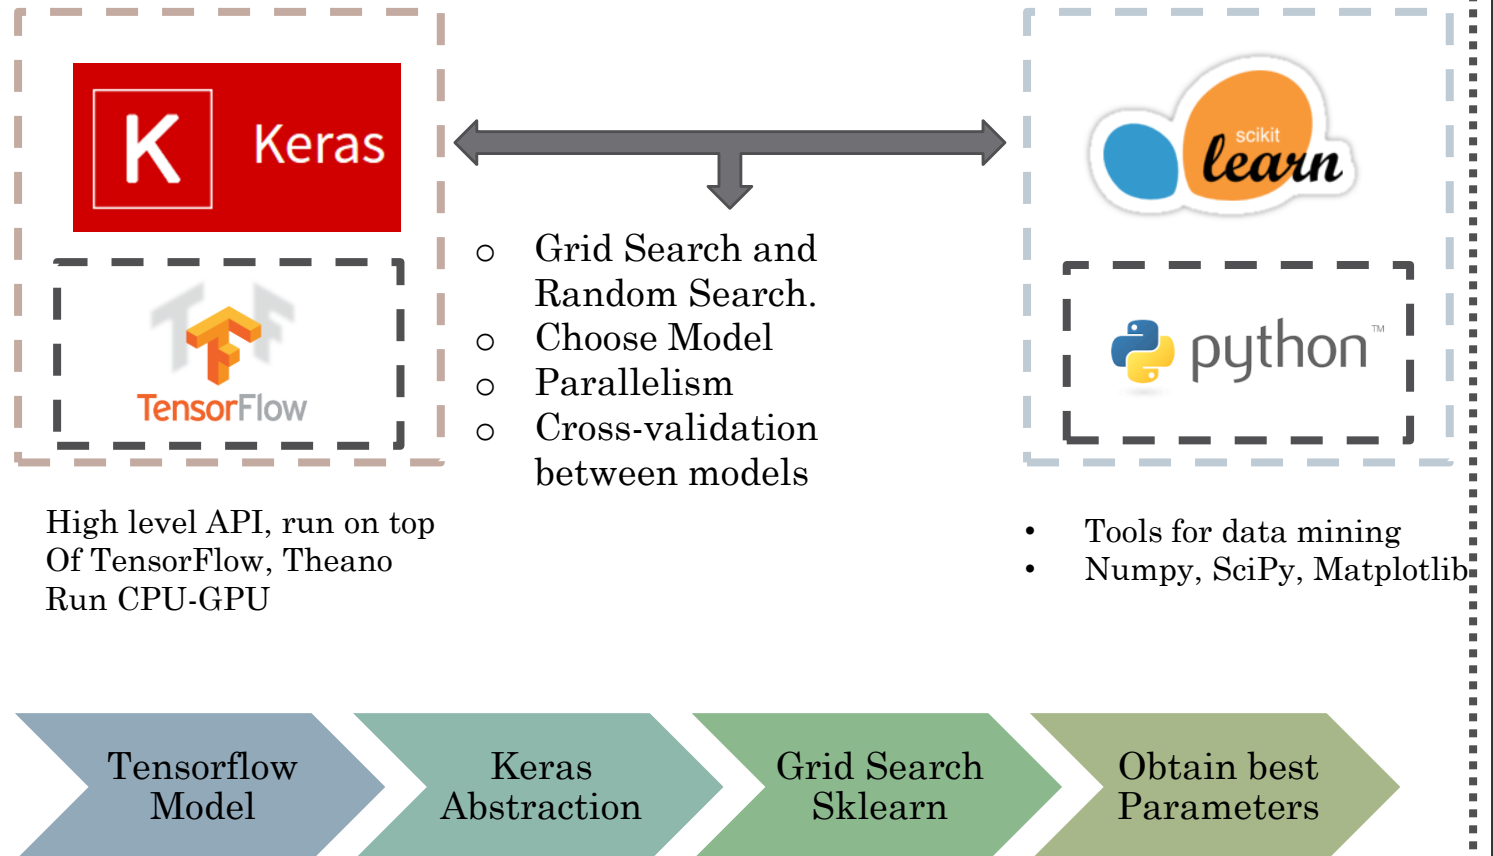 K Keras
TensorFlow
High level API, run on top
Of TensorFlow, Theano
Run CPU-GPU
o Grid Search and
Random Search.
o Choose Model
o Parallelism
o Cross-validation
between models
scikit
learn
python™
• Tools for data mining
• Numpy, SciPy, Matplotlib
Tensorflow
Model
Keras
Abstraction
Grid Search
Sklearn
Obtain best
Parameters